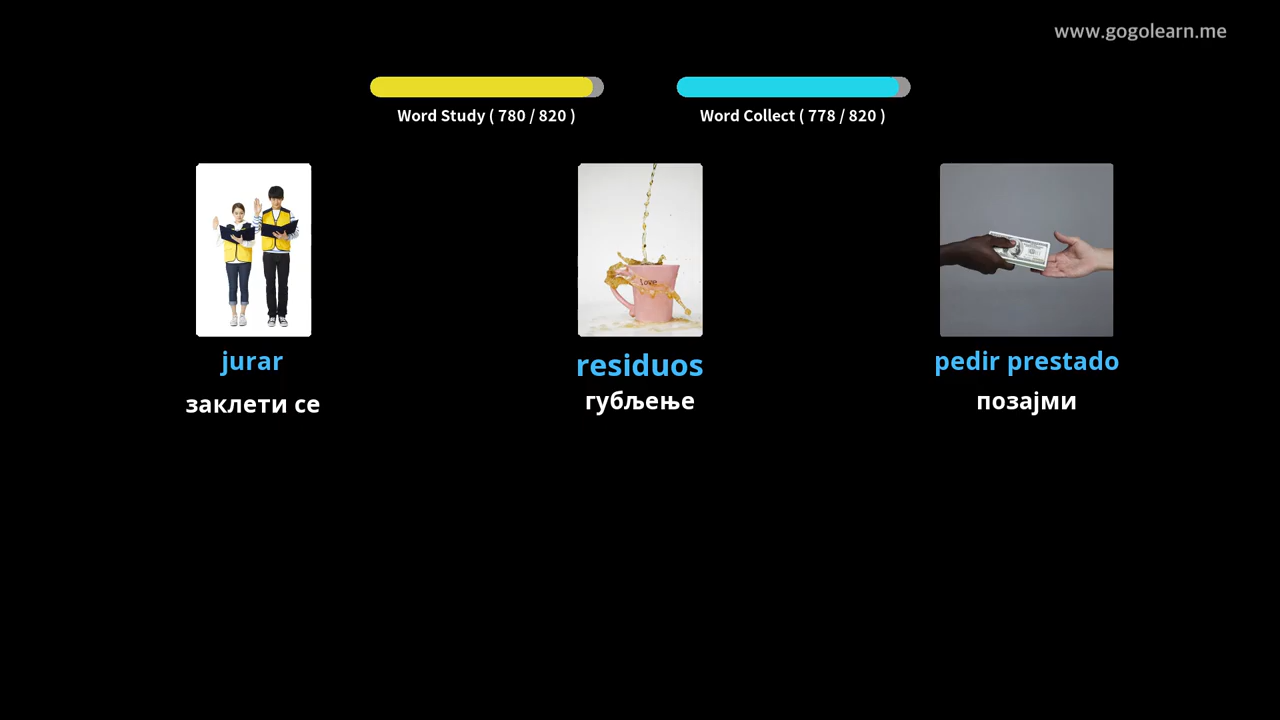 www.gogolearn.me
Word Study ( 780 / 820 )
Word Collect ( 778 / 820 )
love
jurar
residuos
pedir prestado
заклети се
губљење
позајми